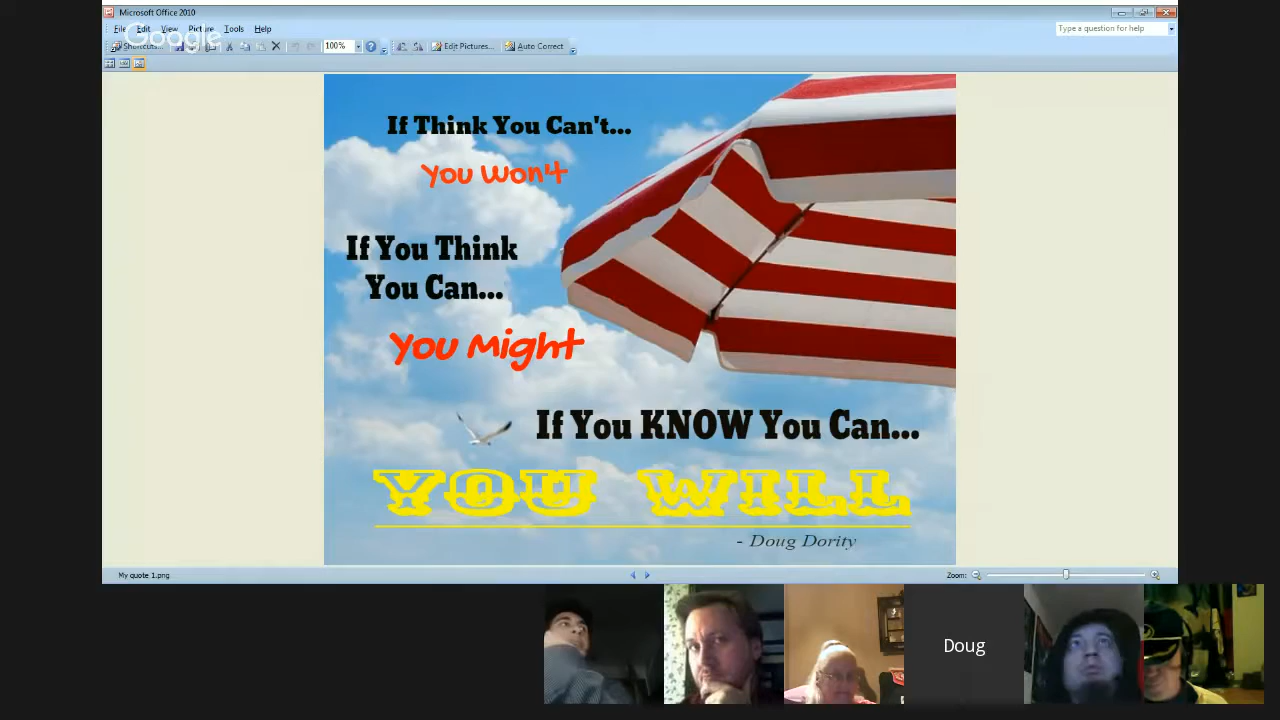 Microsoft Office 2010
File Edit View Picture Tools Help
Type a question for help
Google
Shortcuts...
100%
Edit Pictures...
Auto Correct
If Think You Can't...
You Won't
If You Think
You Can...
You Might
If You KNOW You Can...
YOU WILL
- Doug Dority
My quote 1.png
Zoom:
Doug